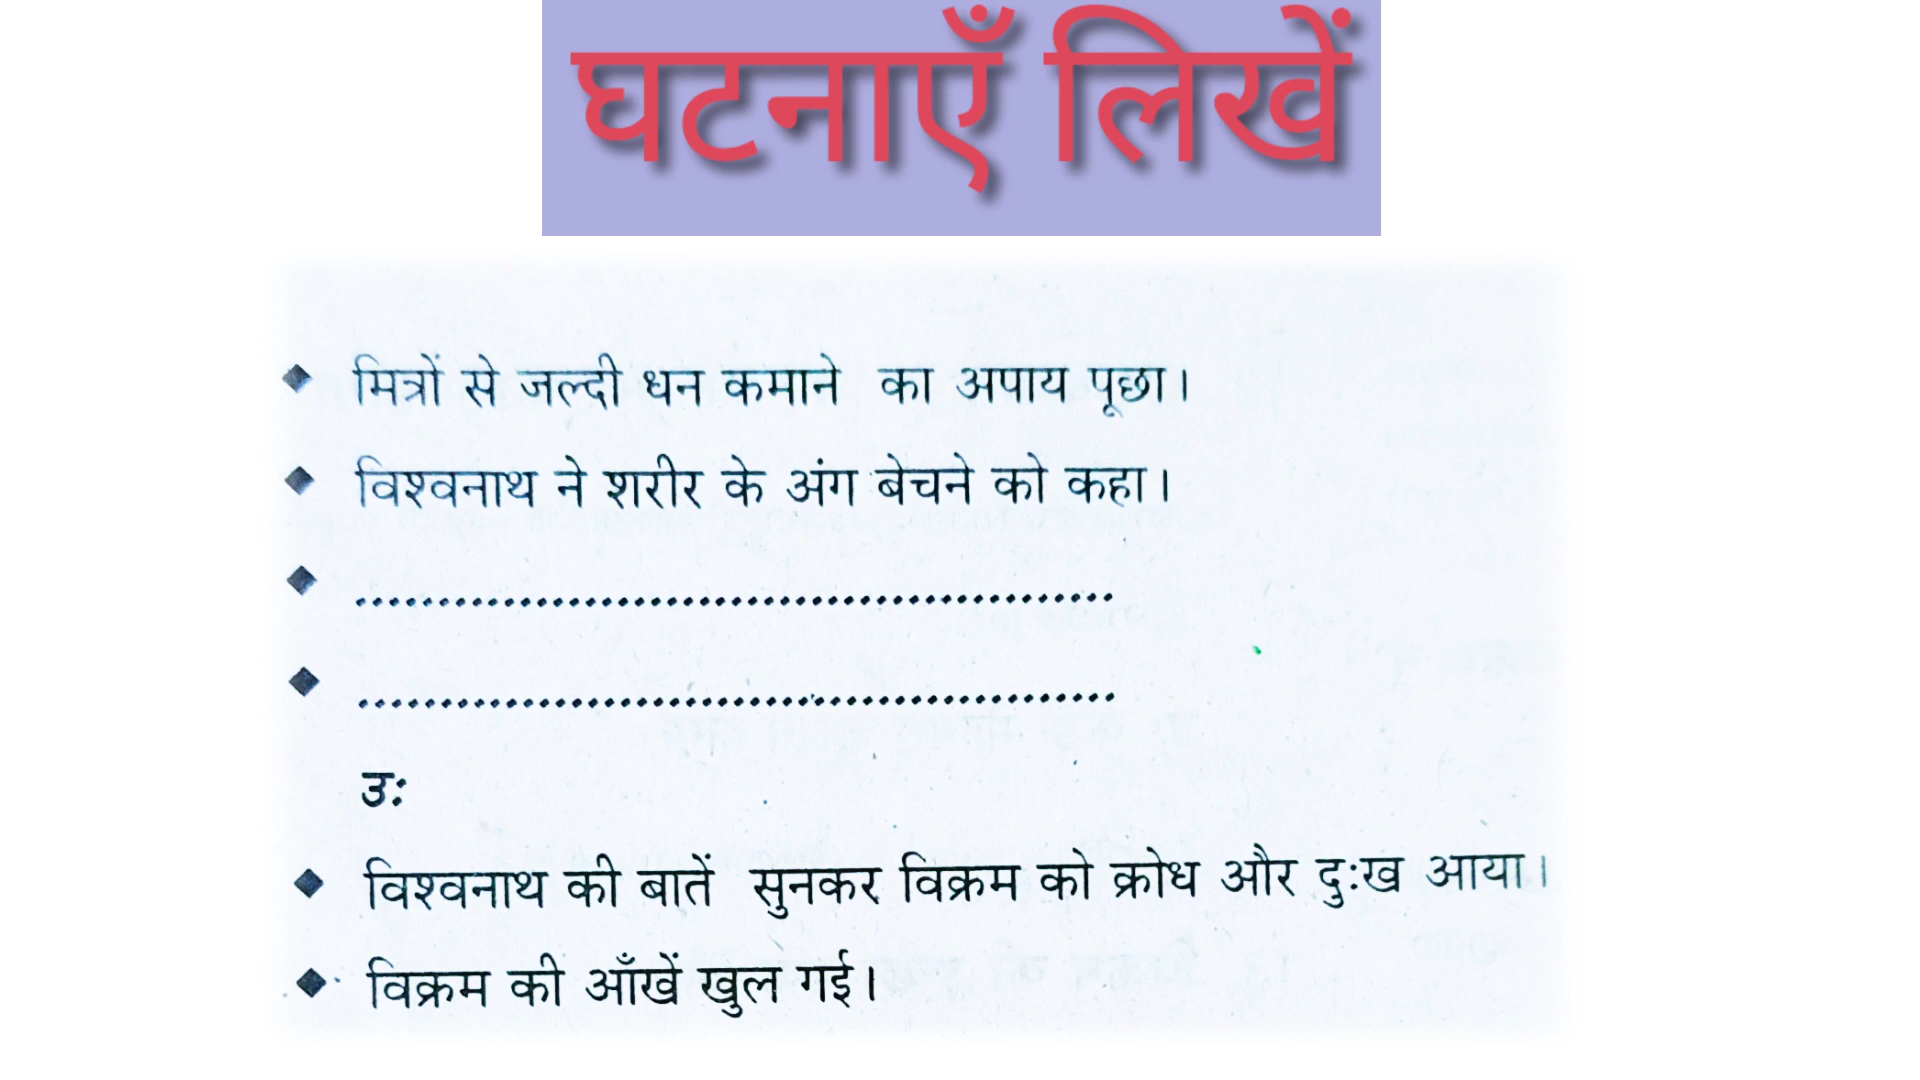 घटनाएँ लिखें
◆ मित्रों से जल्दी धन कमाने का अपाय पूछा।
◆ विश्वनाथ ने शरीर के अंग बेचने को कहा।
◆ ................................................
◆ ................................................
उः
◆ विश्वनाथ की बातें सुनकर विक्रम को क्रोध और दुःख आया।
◆ विक्रम की आँखें खुल गई।